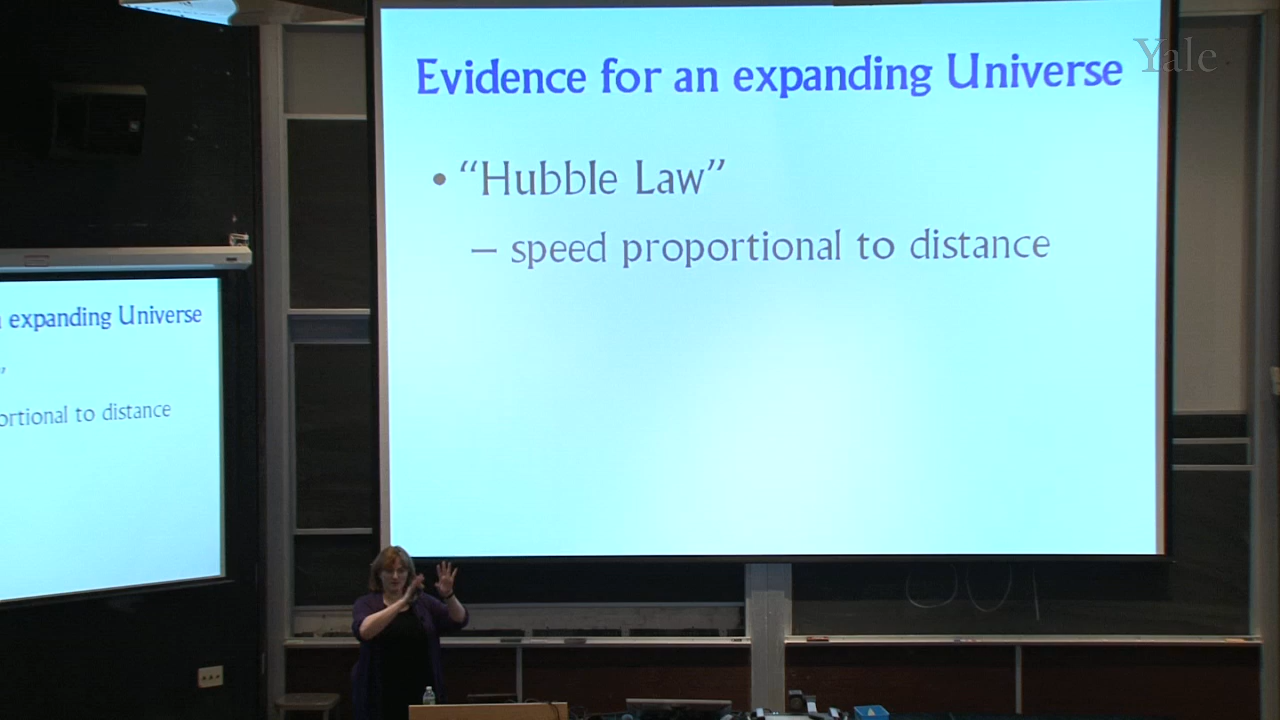 Evidence for an expanding Universe
Yale
• “Hubble Law”
– speed proportional to distance
expanding Universe
”
ortional to distance